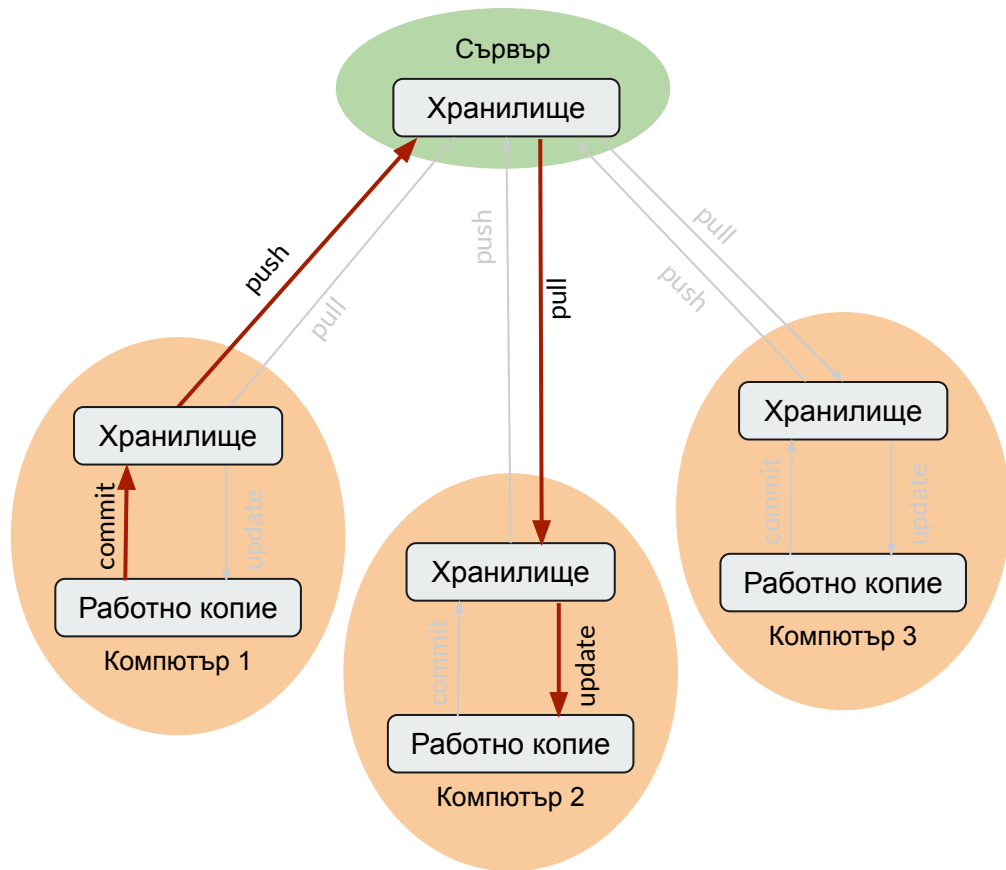 Сървър
Хранилище
push
pull
push
pull
pull
push
Хранилище
commit
update
Работно копие
Компютър 1
Хранилище
commit
update
Работно копие
Компютър 2
Хранилище
commit
update
Работно копие
Компютър 3